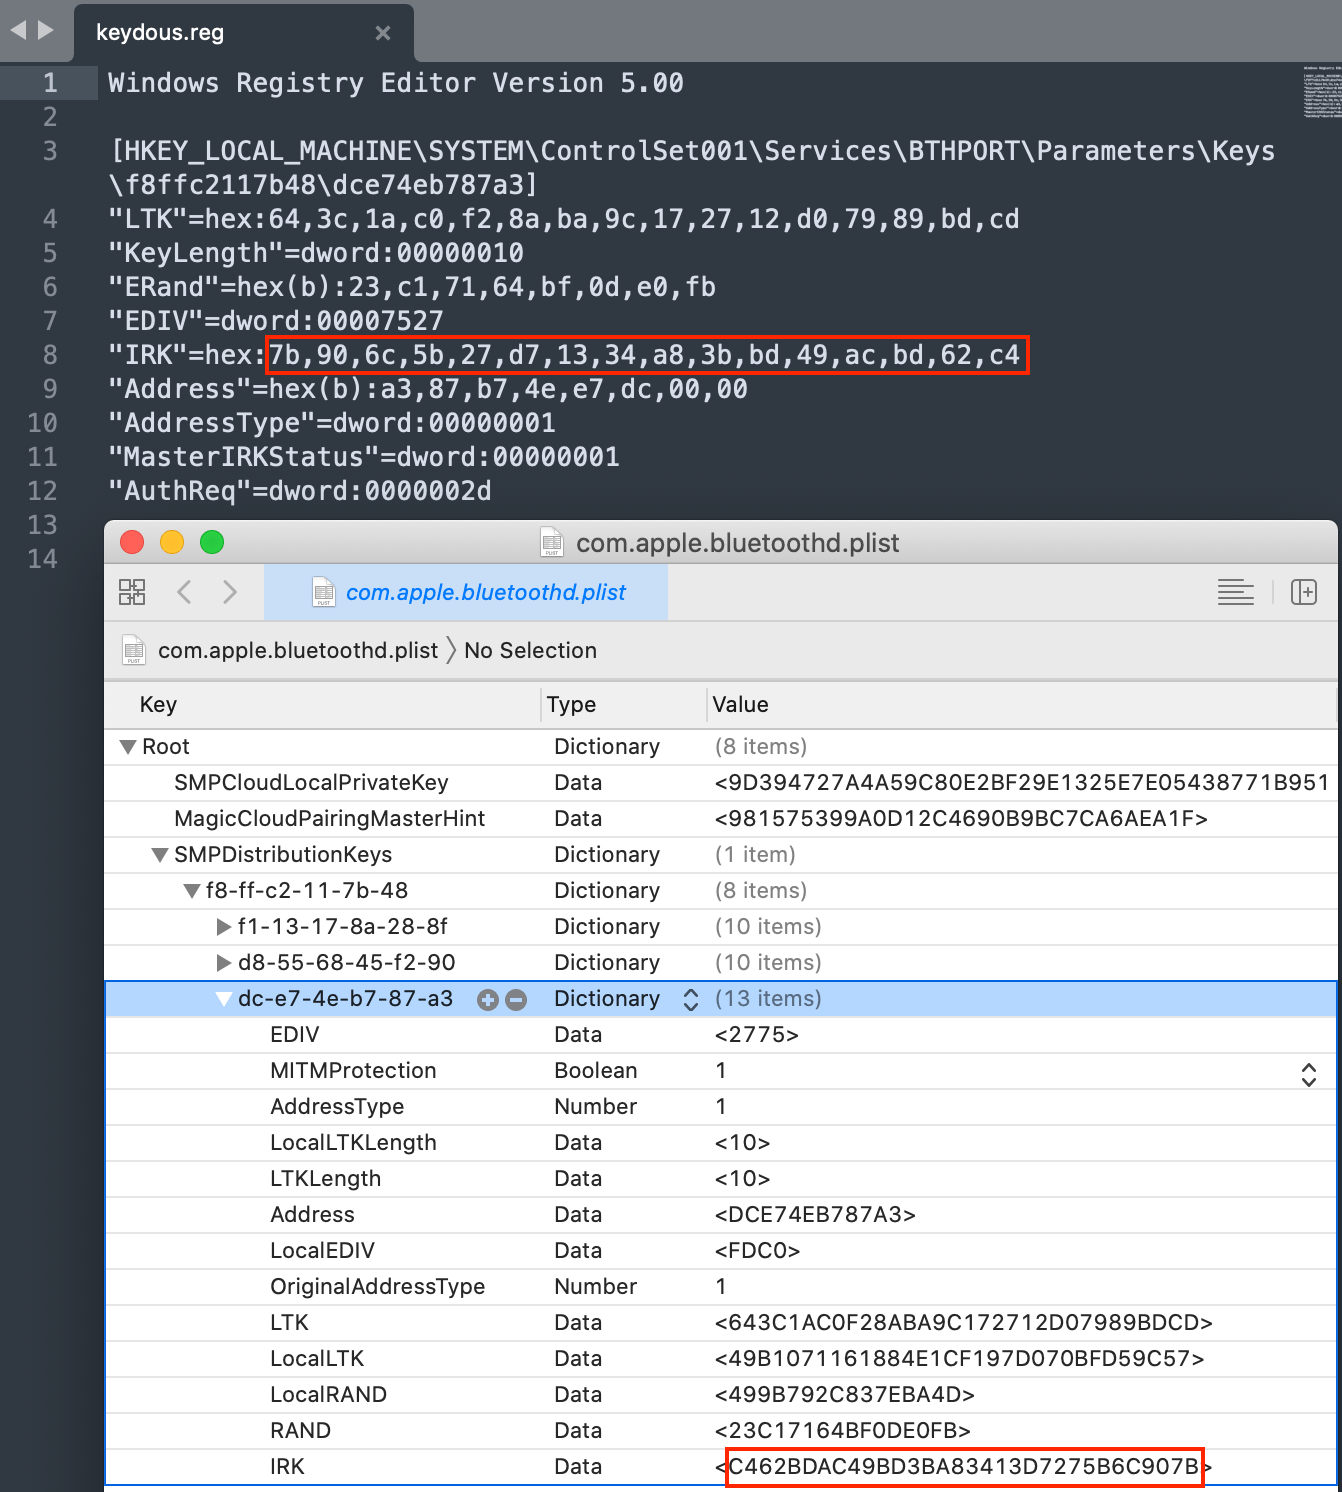 keydous.reg
1 Windows Registry Editor Version 5.00
2
3 [HKEY_LOCAL_MACHINE\SYSTEM\ControlSet001\Services\BTHPORT\Parameters\Keys
\f8ffc2117b48\dce74eb787a3]
4 "LTK"=hex:64,3c,1a,c0,f2,8a,ba,9c,17,27,12,d0,79,89,bd,cd
5 "KeyLength"=dword:00000010
6 "ERand"=hex(b):23,c1,71,64,bf,0d,e0,fb
7 "EDIV"=dword:00007527
8 "IRK"=hex:7b,90,6c,5b,27,d7,13,34,a8,3b,bd,49,ac,bd,62,c4
9 "Address"=hex(b):a3,87,b7,4e,e7,dc,00,00
10 "AddressType"=dword:00000001
11 "MasterIRKStatus"=dword:00000001
12 "AuthReq"=dword:0000002d
13
14
com.apple.bluetoothd.plist
com.apple.bluetoothd.plist
com.apple.bluetoothd.plist No Selection
Key Type Value
Root Dictionary (8 items)
SMPCloudLocalPrivateKey Data <9D394727A4A59C80E2BF29E1325E7E05438771B951
MagicCloudPairingMasterHint Data <981575399A0D12C4690B9BC7CA6AEA1F>
SMPDistributionKeys Dictionary (1 item)
f8-ff-c2-11-7b-48 Dictionary (8 items)
f1-13-17-8a-28-8f Dictionary (10 items)
d8-55-68-45-f2-90 Dictionary (10 items)
dc-e7-4e-b7-87-a3 Dictionary (13 items)
EDIV Data <2775>
MITMProtection Boolean 1
AddressType Number 1
LocalLTKLength Data <10>
LTKLength Data <10>
Address Data <DCE74EB787A3>
LocalEDIV Data <FDC0>
OriginalAddressType Number 1
LTK Data <643C1AC0F28ABA9C172712D07989BDCD>
LocalLTK Data <49B1071161884E1CF197D070BFD59C57>
LocalRAND Data <499B792C837EBA4D>
RAND Data <23C17164BF0DE0FB>
IRK Data <C462BDAC49BD3BA83413D7275B6C907B>